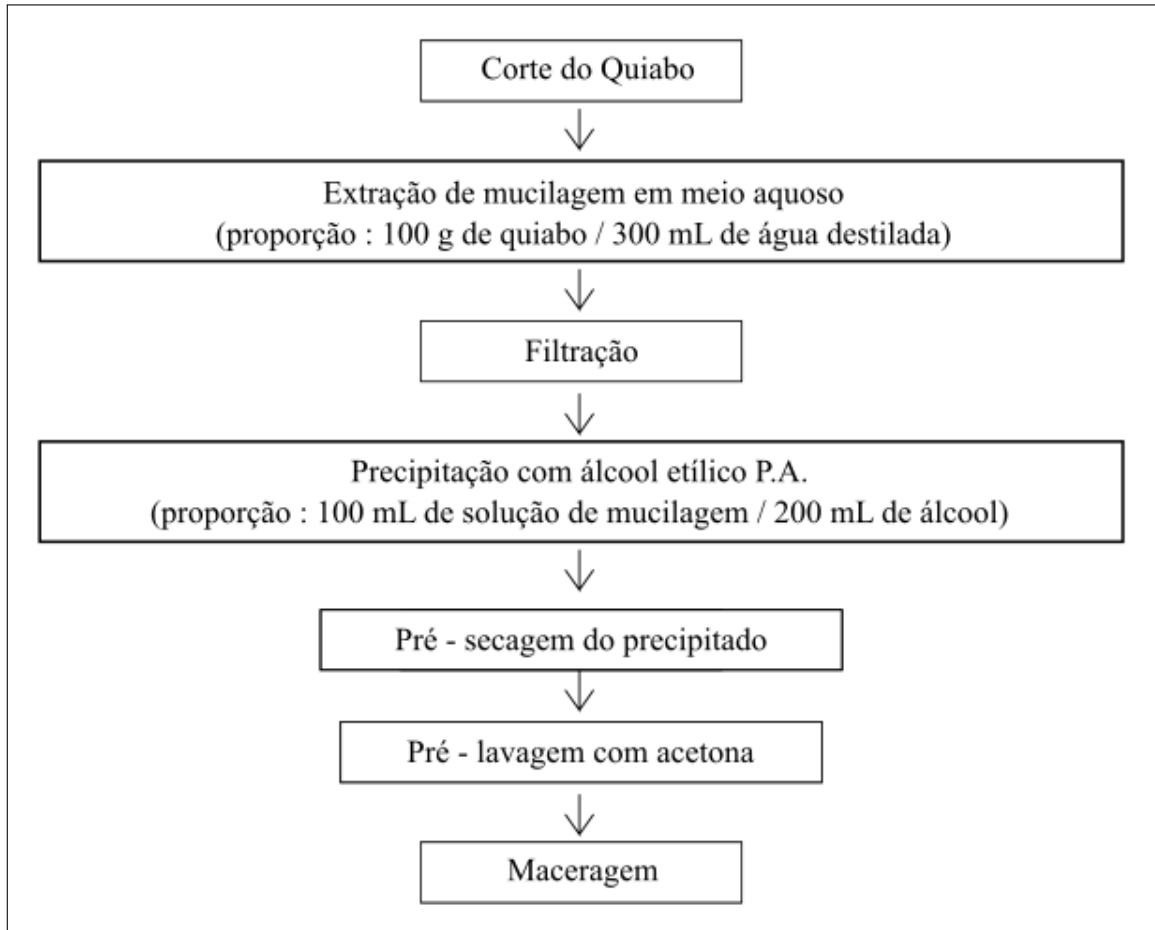 Corte do Quiabo
Extração de mucilagem em meio aquoso
(proporção : 100 g de quiabo / 300 mL de água destilada)
Filtração
Precipitação com álcool etílico P.A.
(proporção : 100 mL de solução de mucilagem / 200 mL de álcool)
Pré - secagem do precipitado
Pré - lavagem com acetona
Maceragem